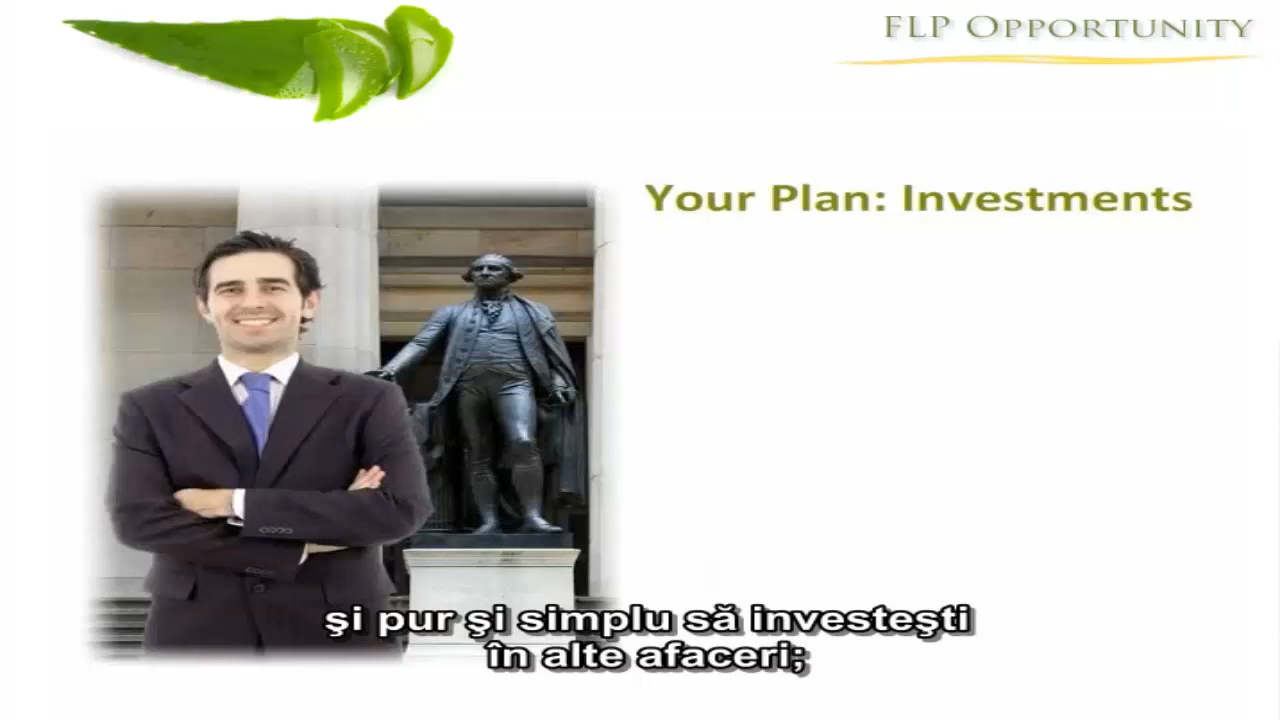 FLP Opportunity
Your Plan: Investments
şi pur şi simplu să investeşti
în alte afaceri;